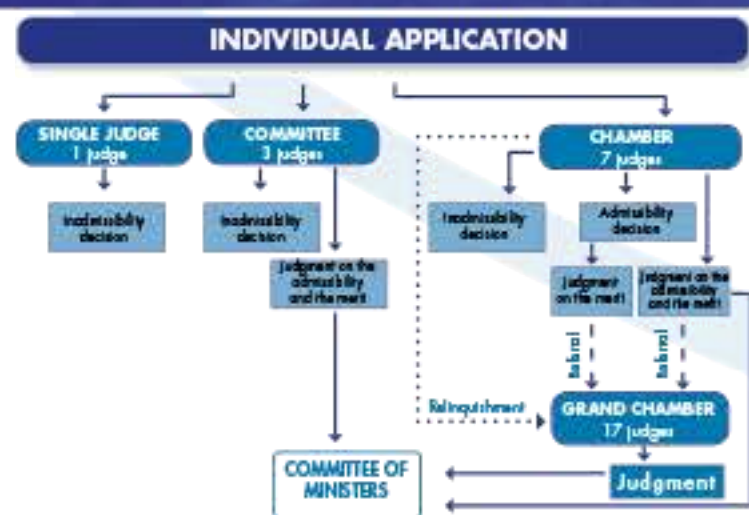 INDIVIDUAL APPLICATION
SINGLE JUDGE
1 judge
COMMITTEE
3 judges
CHAMBER
7 judges
Inadmissibility
decision
Inadmissibility
decision
Inadmissibility
decision
Admissibility
decision
Judgment on the
admissibility
and the merit
Judgment
on the merit
Judgment on the
admissibility
and the merit
Referral
Referral
Relinquishment
GRAND CHAMBER
17 judges
COMMITTEE OF
MINISTERS
Judgment